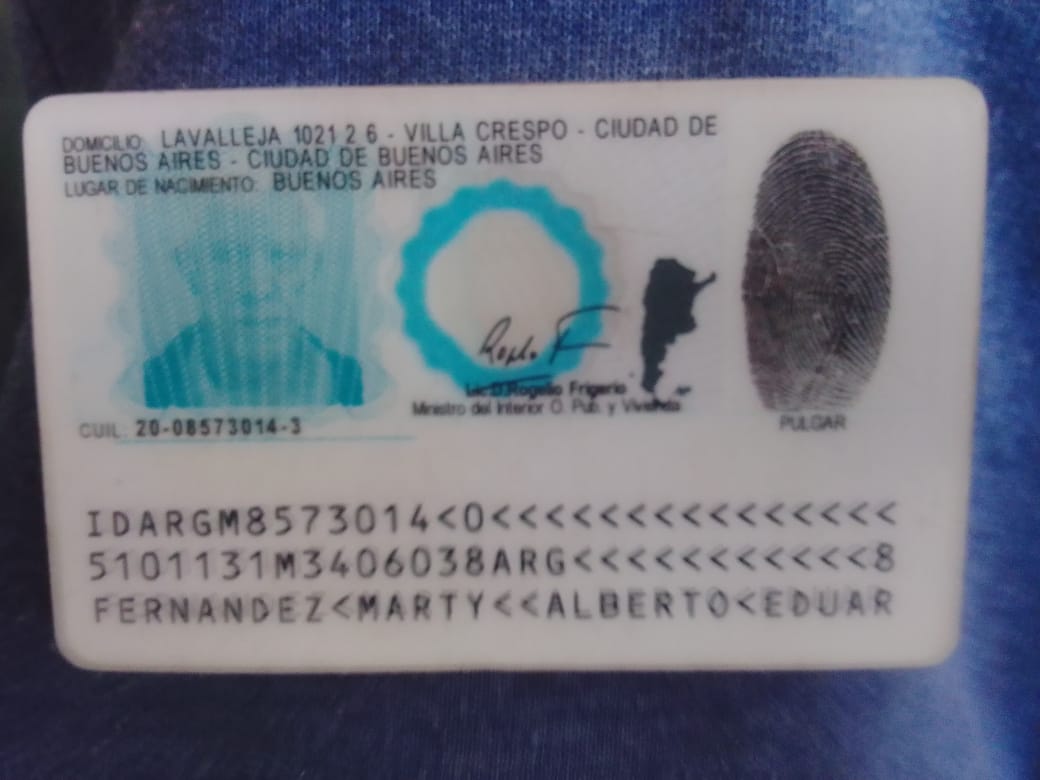 DOMICILIO: LAVALLEJA 1021 2 6 - VILLA CRESPO - CIUDAD DE
BUENOS AIRES - CIUDAD DE BUENOS AIRES
LUGAR DE NACIMIENTO: BUENOS AIRES
Lic.D.Rogelio Frigerio
Ministro del Interior O. Pub. y Vivienda
PULGAR
CUIL: 20-08573014-3
IDARGM8573014<0<<<<<<<<<<<<<<<
5101131M3406038ARG<<<<<<<<<<<8
FERNANDEZ<MARTY<<ALBERTO<EDUAR